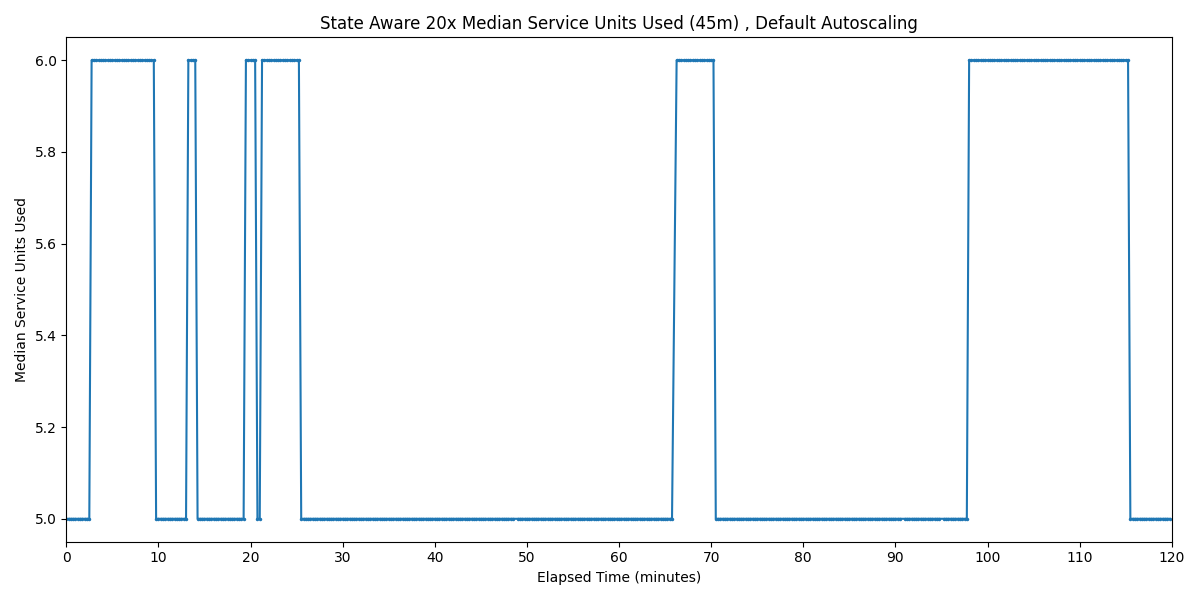 State Aware 20x Median Service Units Used (45m) , Default Autoscaling
Median Service Units Used
6.0
5.8
5.6
5.4
5.2
5.0
0 10 20 30 40 50 60 70 80 90 100 110 120
Elapsed Time (minutes)